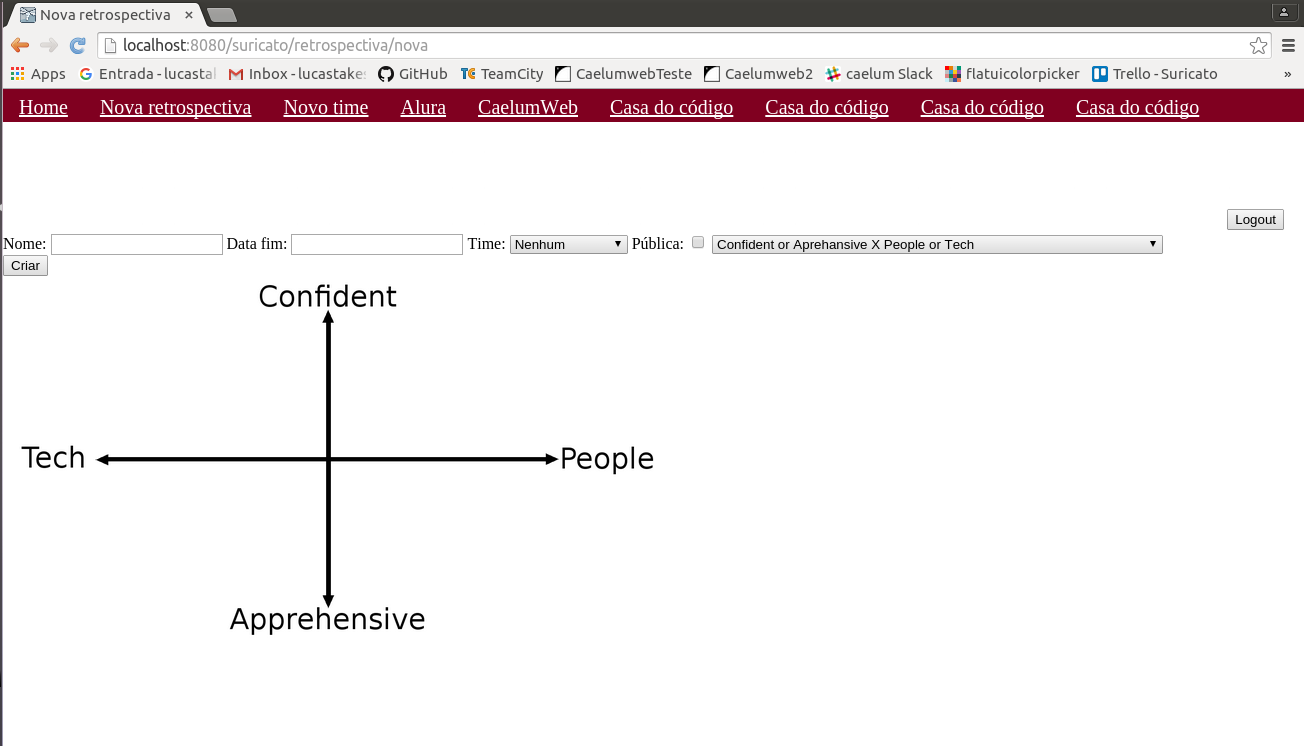 Nova retrospectiva
localhost:8080/suricato/retrospectiva/nova
Apps Entrada - lucastal Inbox - lucastake GitHub TeamCity CaelumwebTeste Caelumweb2 caelum Slack flatuicolorpicker Trello - Suricato »
Home Nova retrospectiva Novo time Alura CaelumWeb Casa do código Casa do código Casa do código Casa do código
Logout
Nome: Data fim: Time: Nenhum Pública: Confident or Aprehansive X People or Tech
Criar
Confident
Tech People
Apprehensive